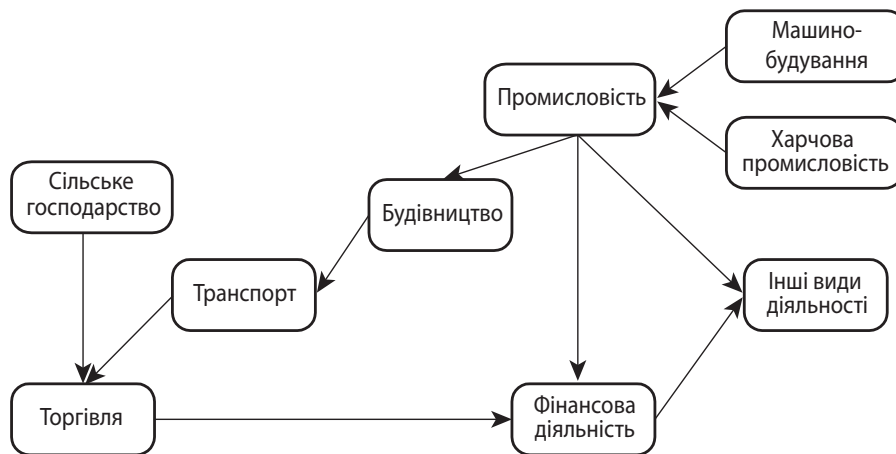 Машино-
будування
Промисловість
Харчова
промисловість
Сільське
господарство
Будівництво
Транспорт
Інші види
діяльності
Торгівля
Фінансова
діяльність